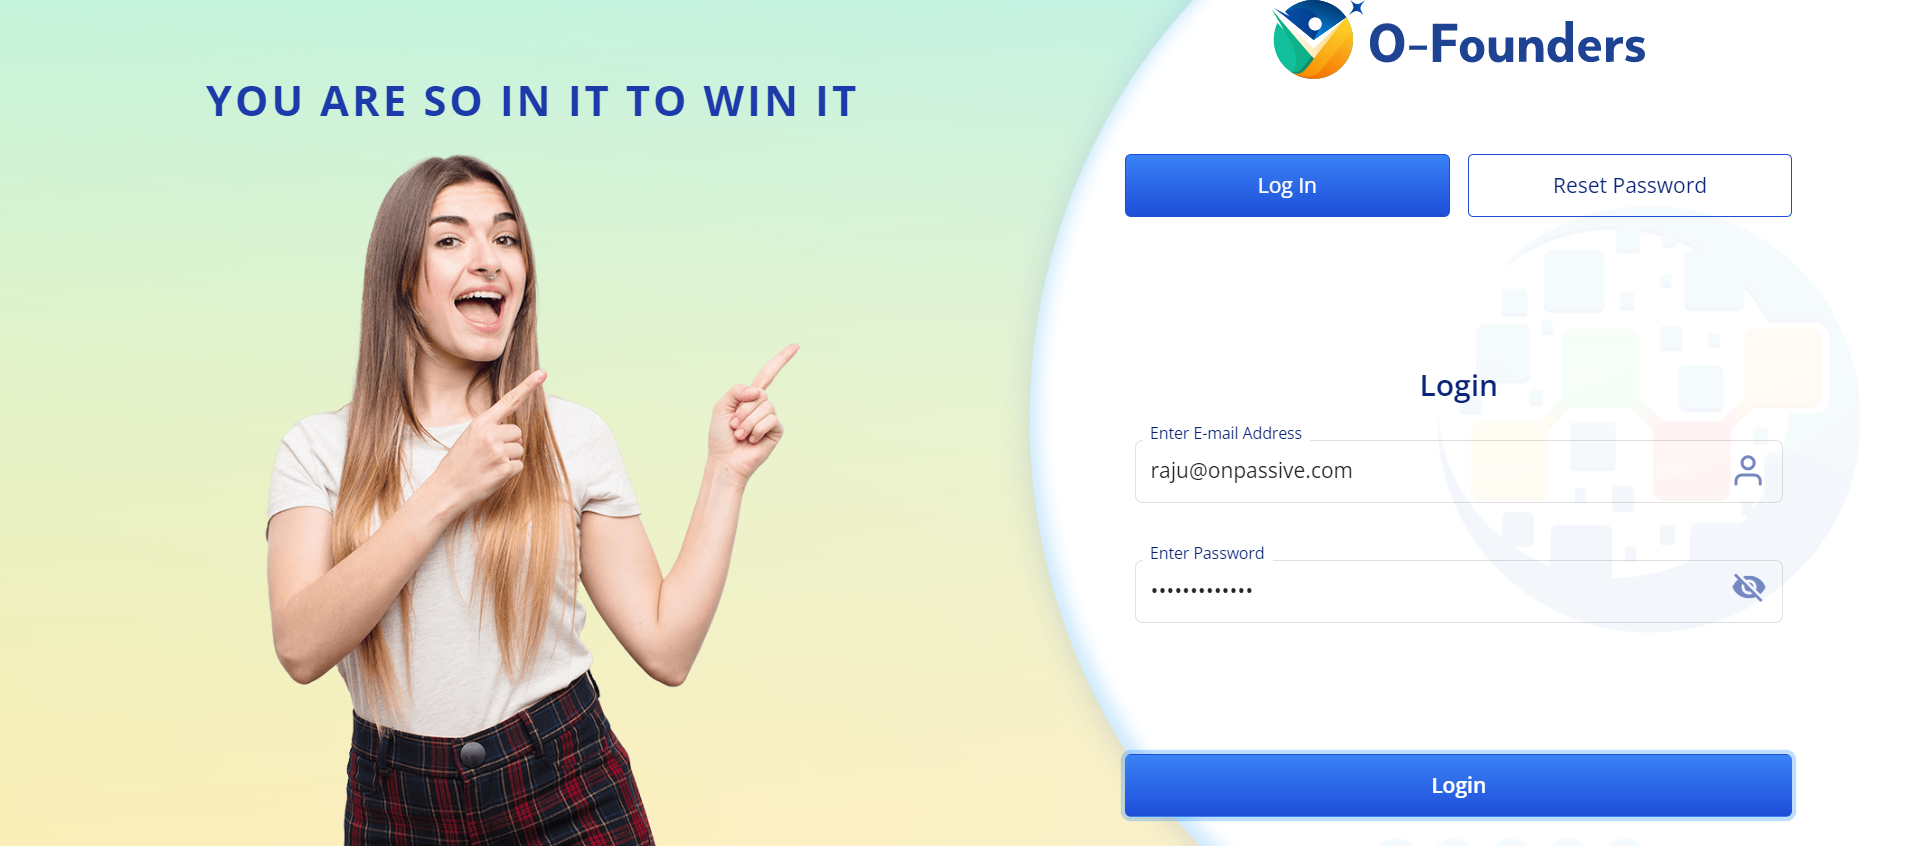 YOU ARE SO IN IT TO WIN IT
O-Founders
Log In
Reset Password
Login
Enter E-mail Address
raju@onpassive.com
Enter Password
•••••••••••••
Login